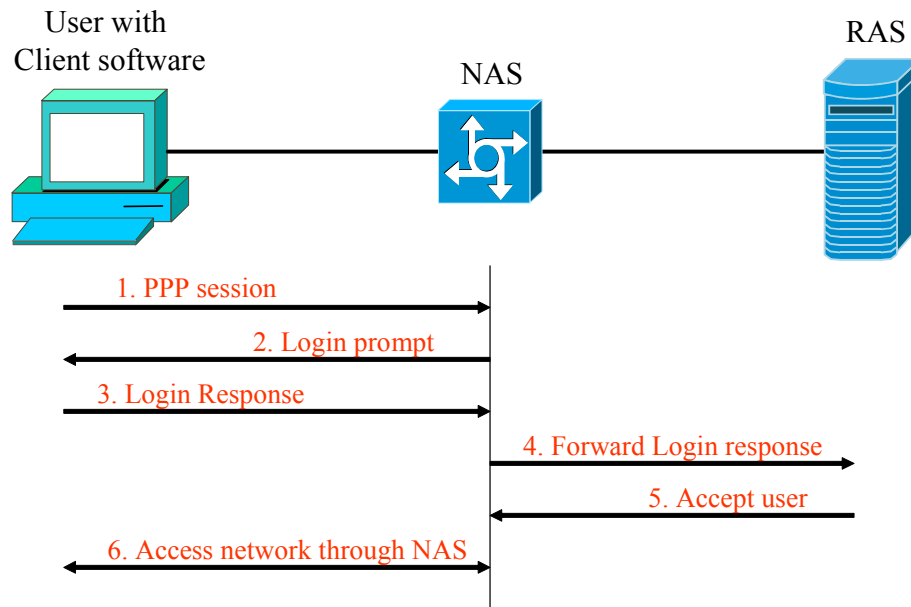 User with
Client software
NAS
RAS
1. PPP session
2. Login prompt
3. Login Response
4. Forward Login response
5. Accept user
6. Access network through NAS